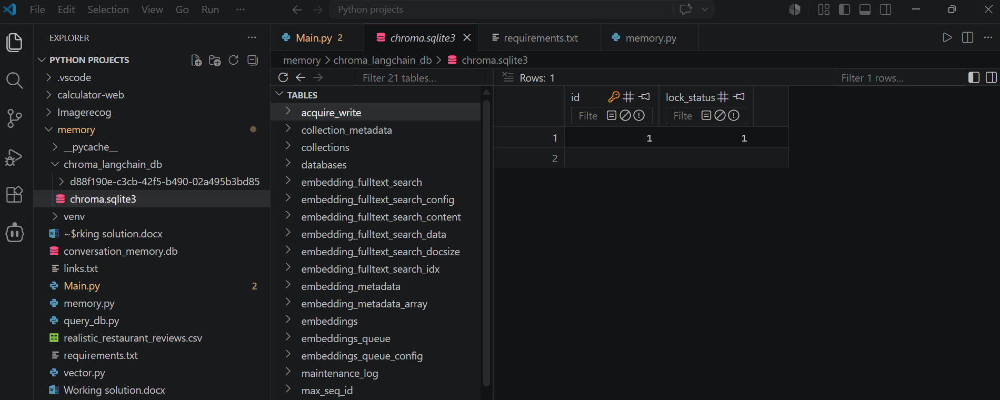 File Edit Selection View Go Run ···
Python projects
EXPLORER ···
PYTHON PROJECTS
.vscode
calculator-web
Imagerecog
memory
__pycache__
chroma_langchain_db
d88f190e-c3cb-42f5-b490-02a495b3bd85
chroma.sqlite3
venv
~$rking solution.docx
conversation_memory.db
links.txt
Main.py 2
memory.py
query_db.py
realistic_restaurant_reviews.csv
requirements.txt
vector.py
Working solution.docx
Main.py 2
chroma.sqlite3
requirements.txt
memory.py
memory > chroma_langchain_db > chroma.sqlite3
Filter 21 tables...
TABLES
acquire_write
collection_metadata
collections
databases
embedding_fulltext_search
embedding_fulltext_search_config
embedding_fulltext_search_content
embedding_fulltext_search_data
embedding_fulltext_search_docsize
embedding_fulltext_search_idx
embedding_metadata
embedding_metadata_array
embeddings
embeddings_queue
embeddings_queue_config
maintenance_log
max_seq_id
Rows: 1
Filter 1 rows...
id lock_status
Filte Filte
1 1 1
2